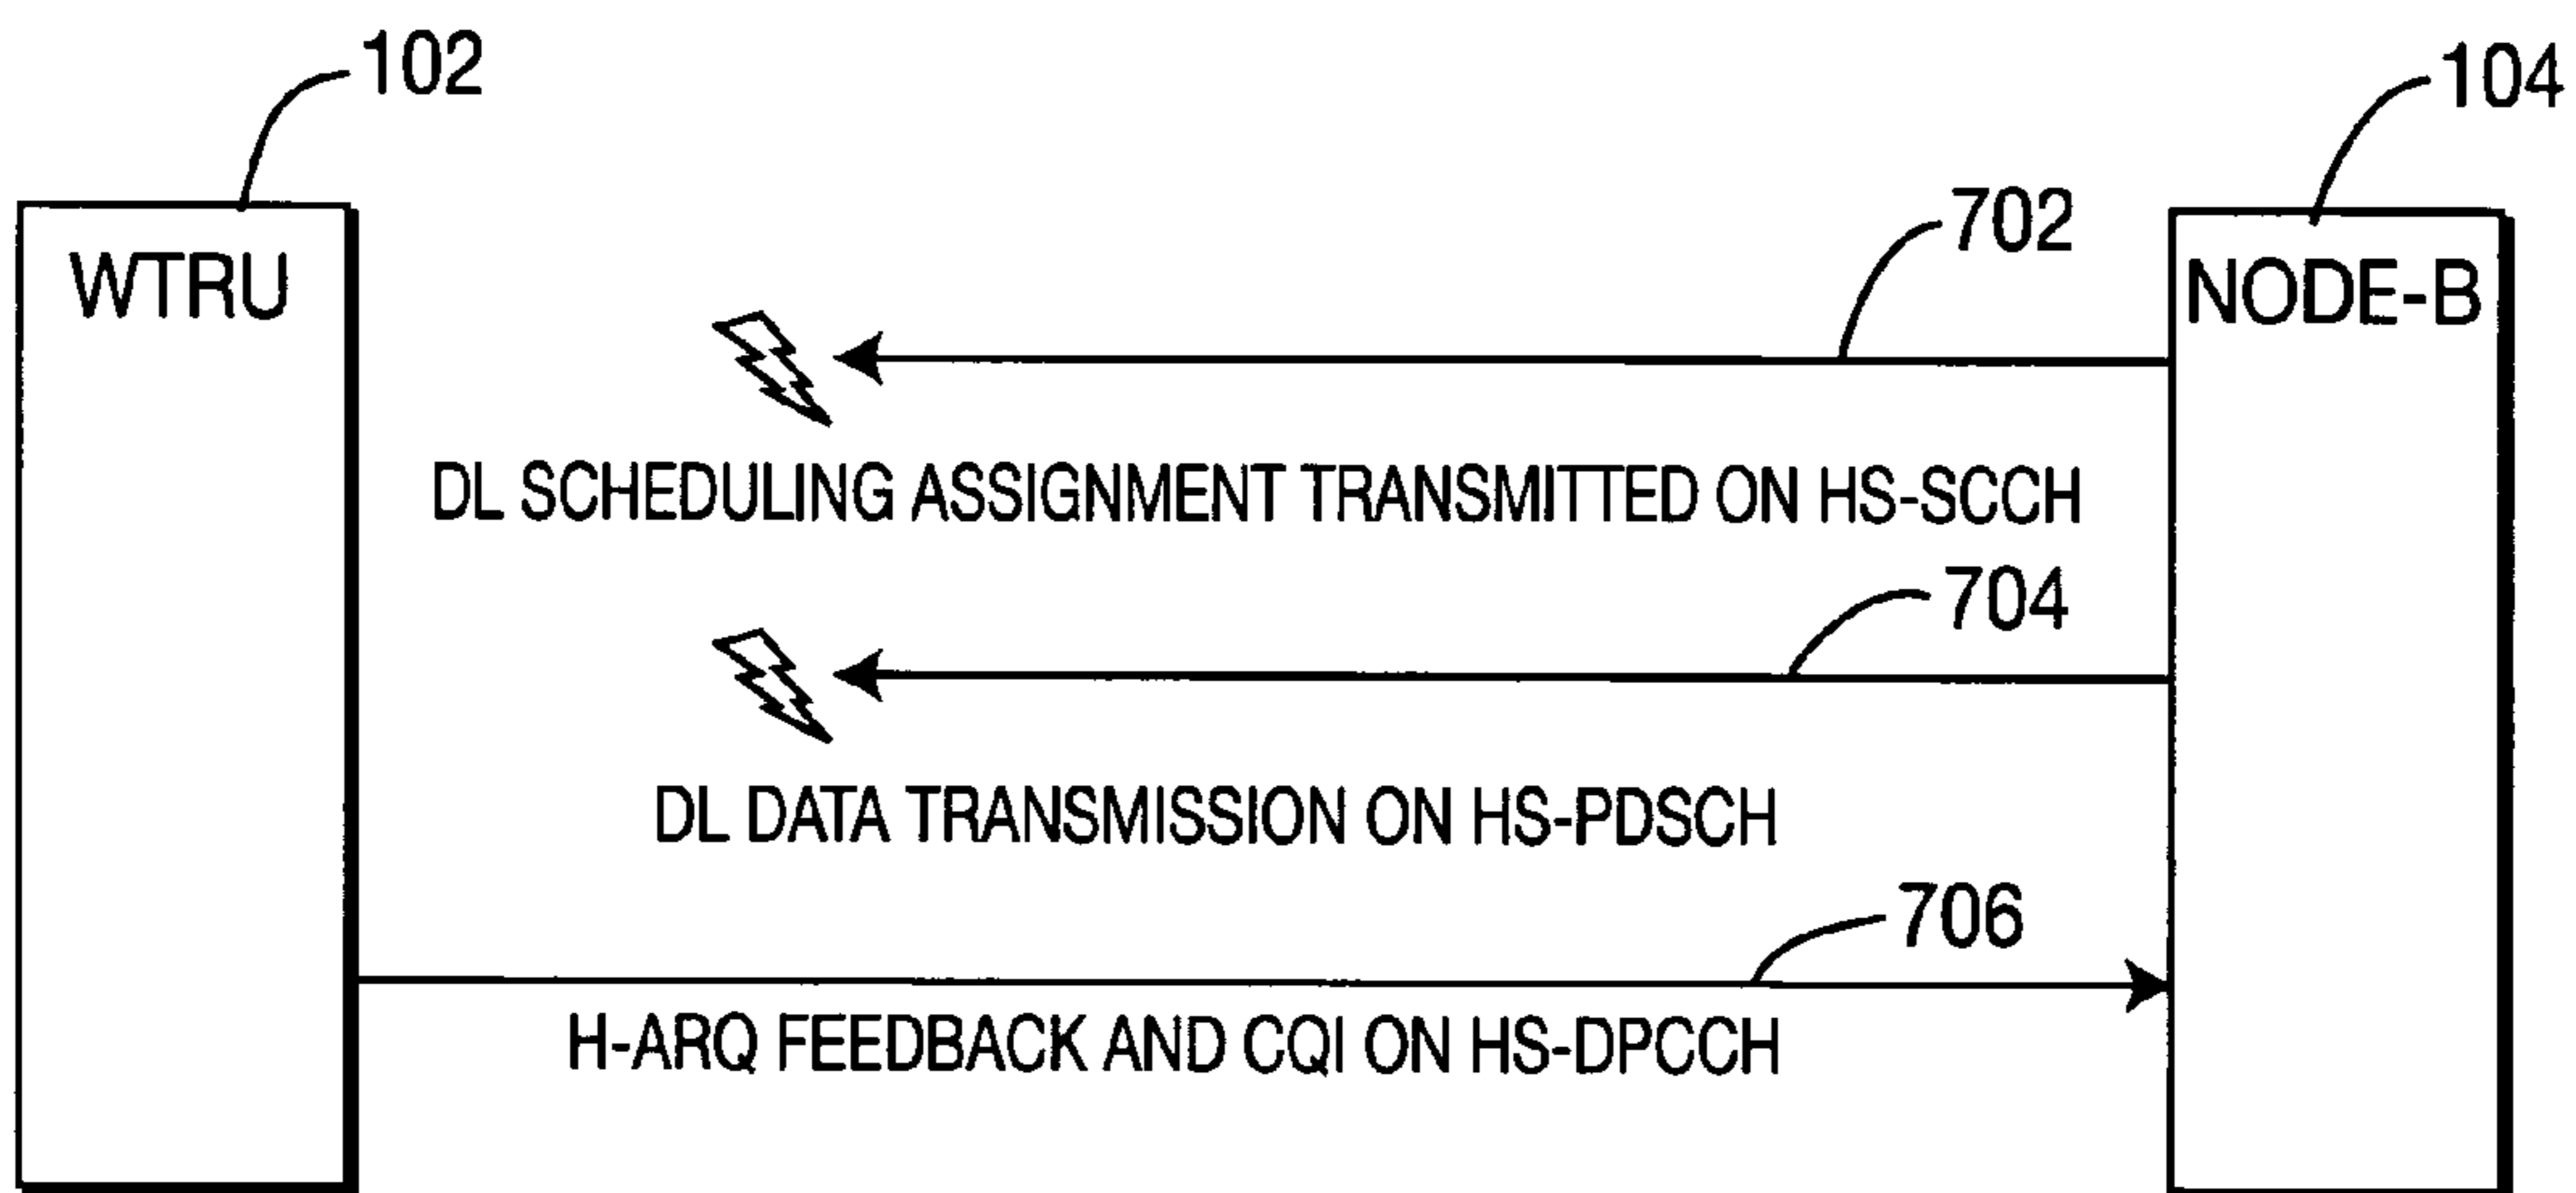 102
104
WTRU
702
NODE-B
DL SCHEDULING ASSIGNMENT TRANSMITTED ON HS-SCCH
704
DL DATA TRANSMISSION ON HS-PDSCH
706
H-ARQ FEEDBACK AND CQI ON HS-DPCCH